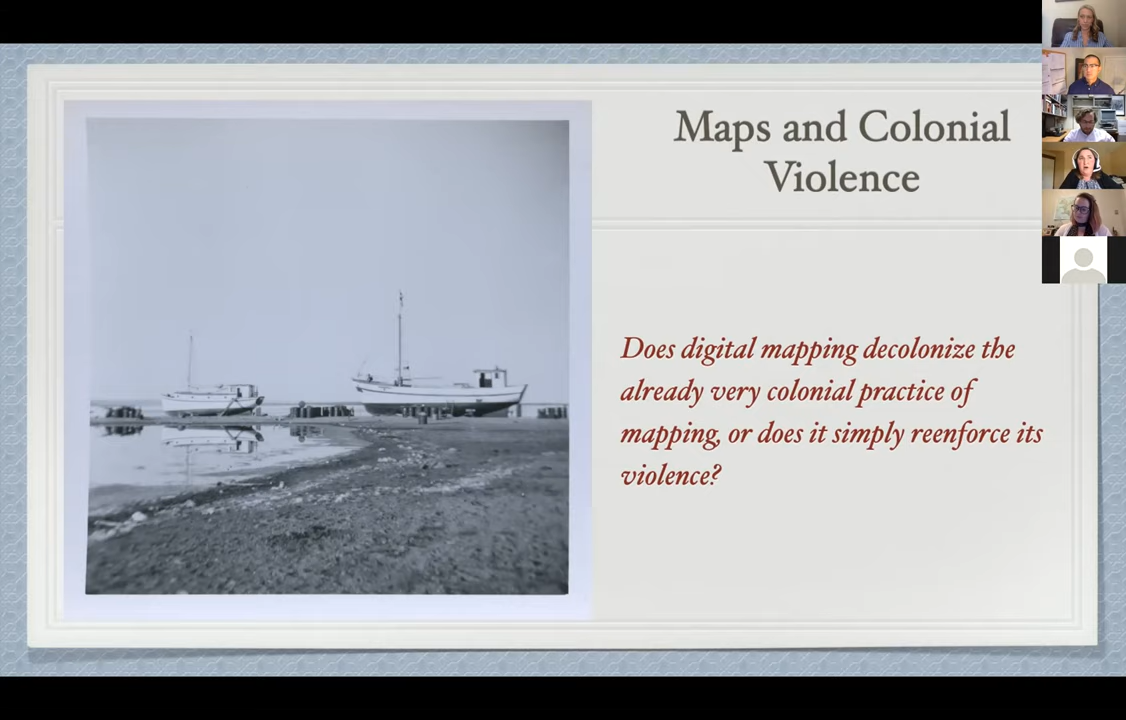 Maps and Colonial
Violence
Does digital mapping decolonize the
already very colonial practice of
mapping, or does it simply reenforce its
violence?